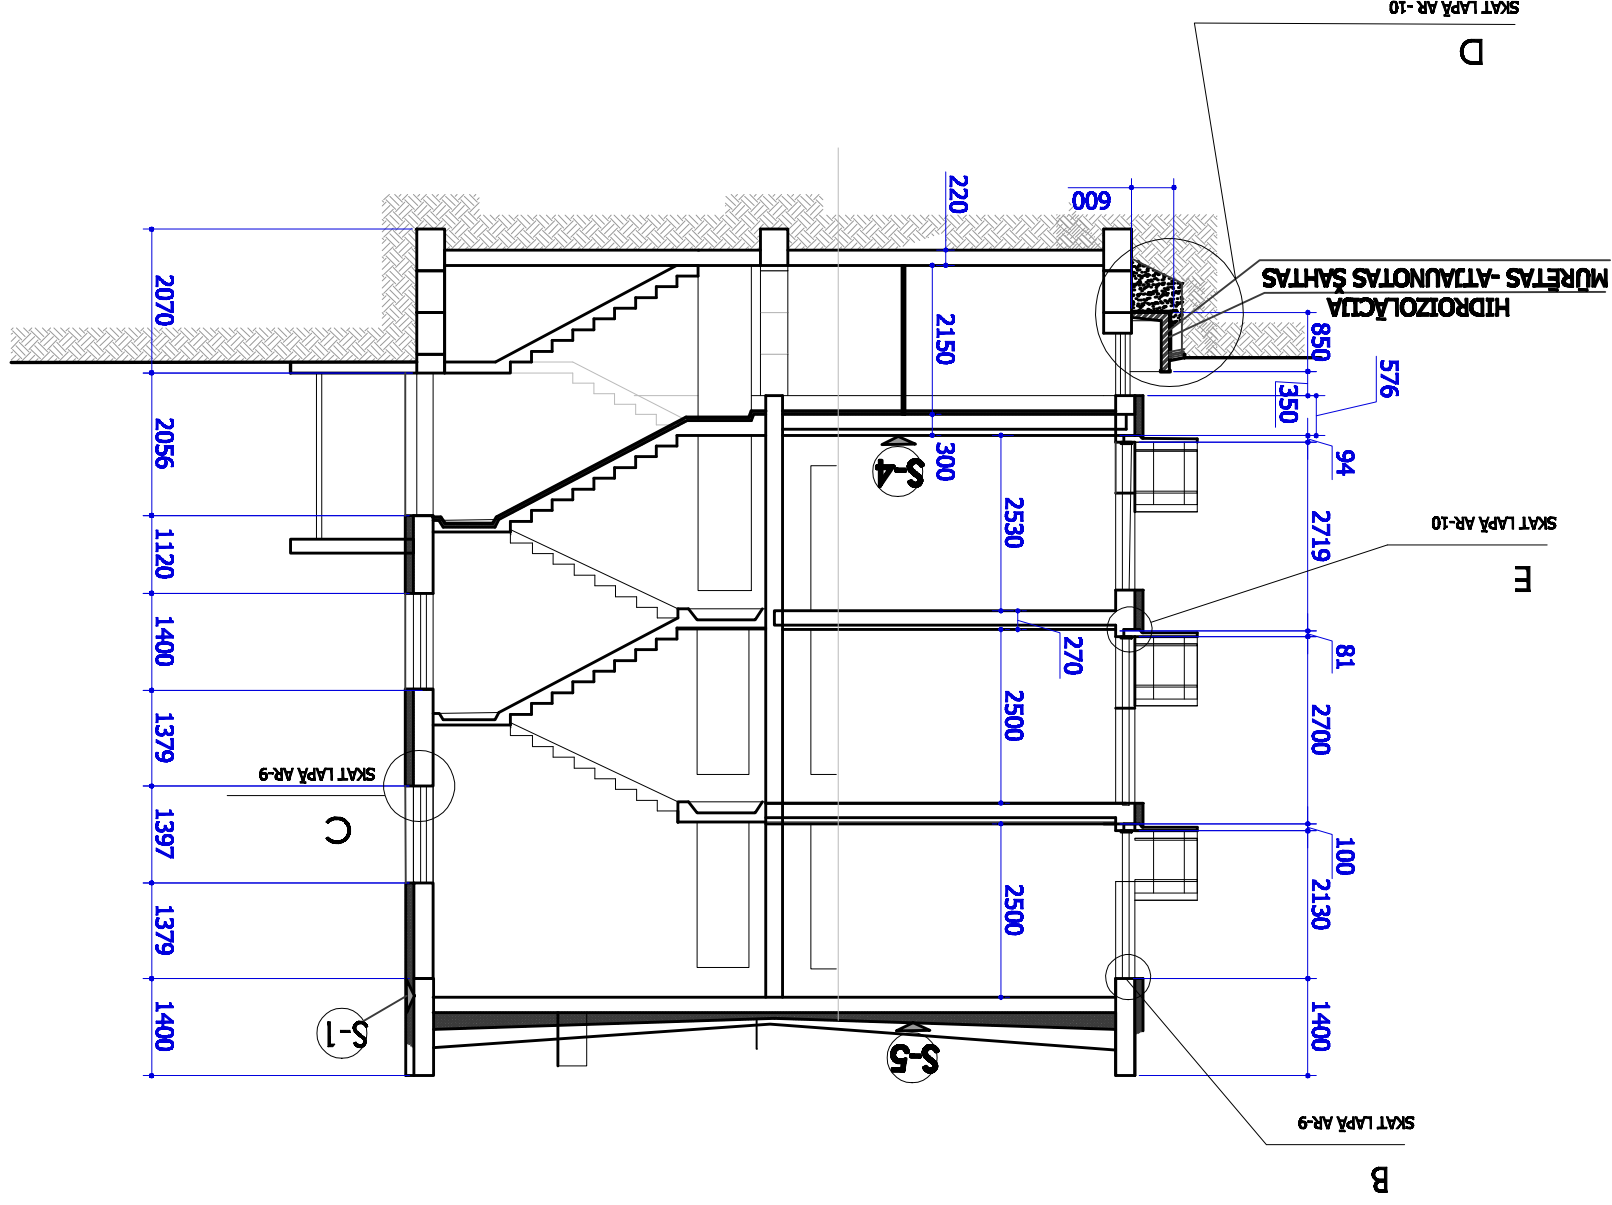 SKAT LAPĀ AR -10
D
220
600
MŪRĒTAS -ATJAUNOTAS ŠAHTAS
HIDROIZOLĀCIJA
2070
2150
850
576
350
2056
300
S-4
94
2530
2719
SKAT LAPĀ AR-10
E
1120
1400
270
81
2500
2700
1379
SKAT LAPĀ AR-9
C
1397
100
2500
2130
1379
1400
S-1
S-5
1400
SKAT LAPĀ AR-9
B